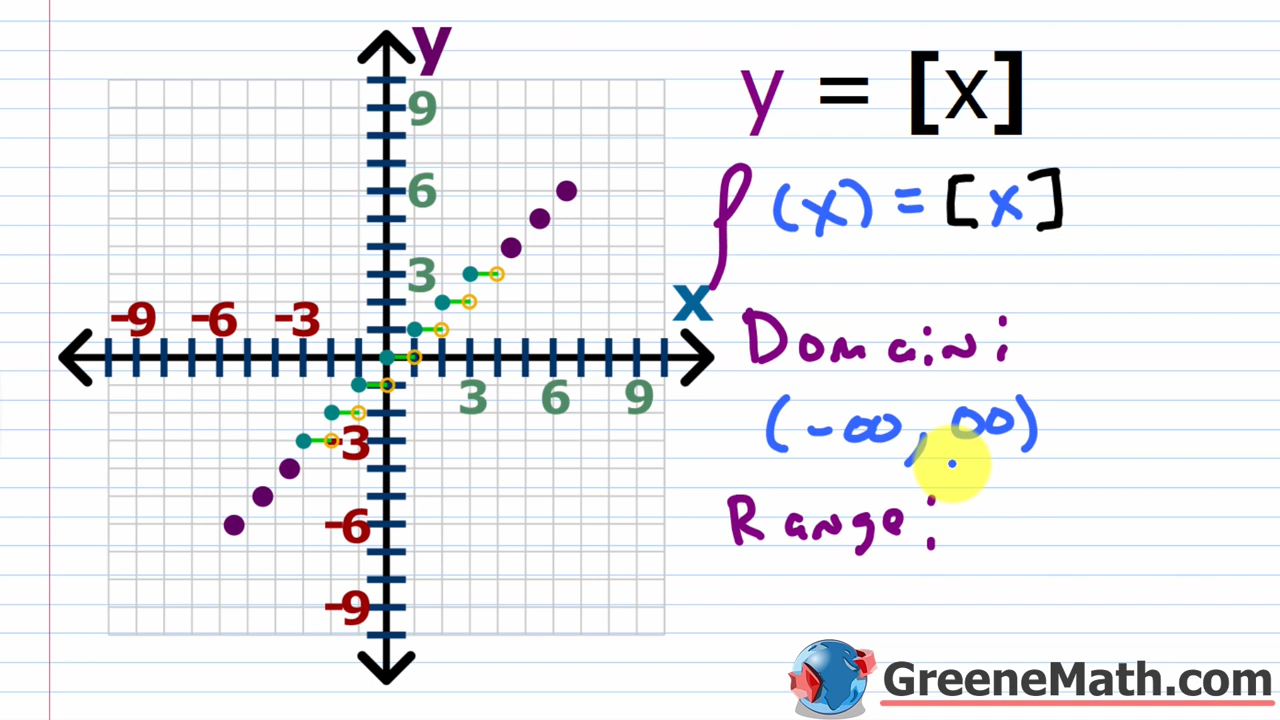 y
9
6
3
-9 -6 -3
x
3 6 9
-3
-6
-9
y = [x]
f(x) = [x]
Domain:
(-∞, ∞)
Range:
GreeneMath.com